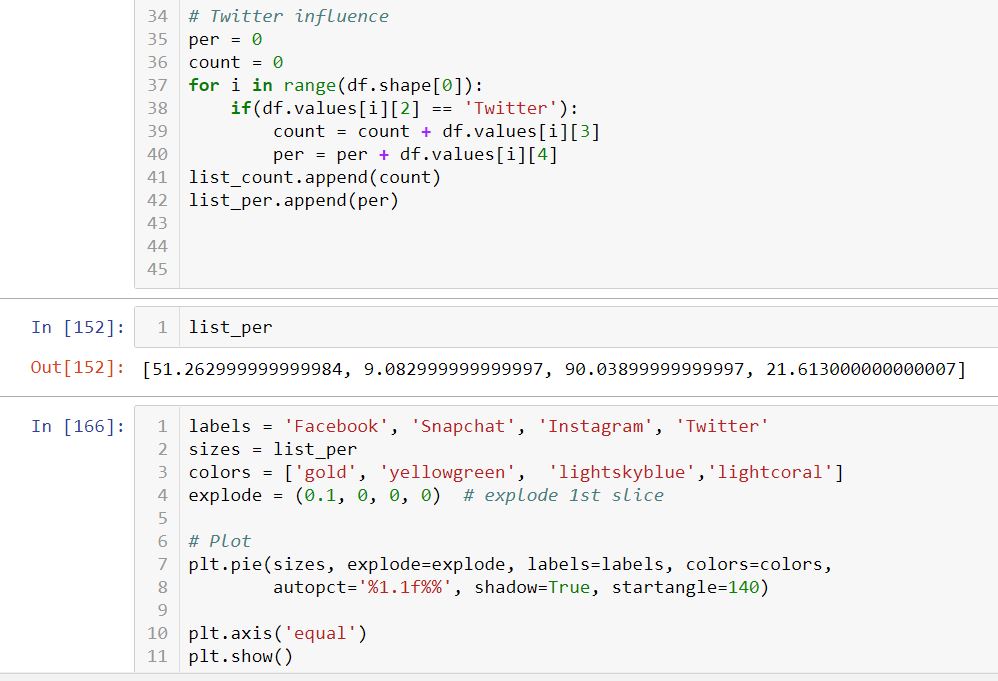 34 # Twitter influence
35 per = 0
36 count = 0
37 for i in range(df.shape[0]):
38     if(df.values[i][2] == 'Twitter'):
39         count = count + df.values[i][3]
40         per = per + df.values[i][4]
41 list_count.append(count)
42 list_per.append(per)
43
44
45
In [152]: 1 list_per
Out[152]: [51.262999999999984, 9.082999999999997, 90.03899999999997, 21.613000000000007]
In [166]: 1 labels = 'Facebook', 'Snapchat', 'Instagram', 'Twitter'
2 sizes = list_per
3 colors = ['gold', 'yellowgreen',  'lightskyblue','lightcoral']
4 explode = (0.1, 0, 0, 0)  # explode 1st slice
5
6 # Plot
7 plt.pie(sizes, explode=explode, labels=labels, colors=colors,
8         autopct='%1.1f%%', shadow=True, startangle=140)
9
10 plt.axis('equal')
11 plt.show()